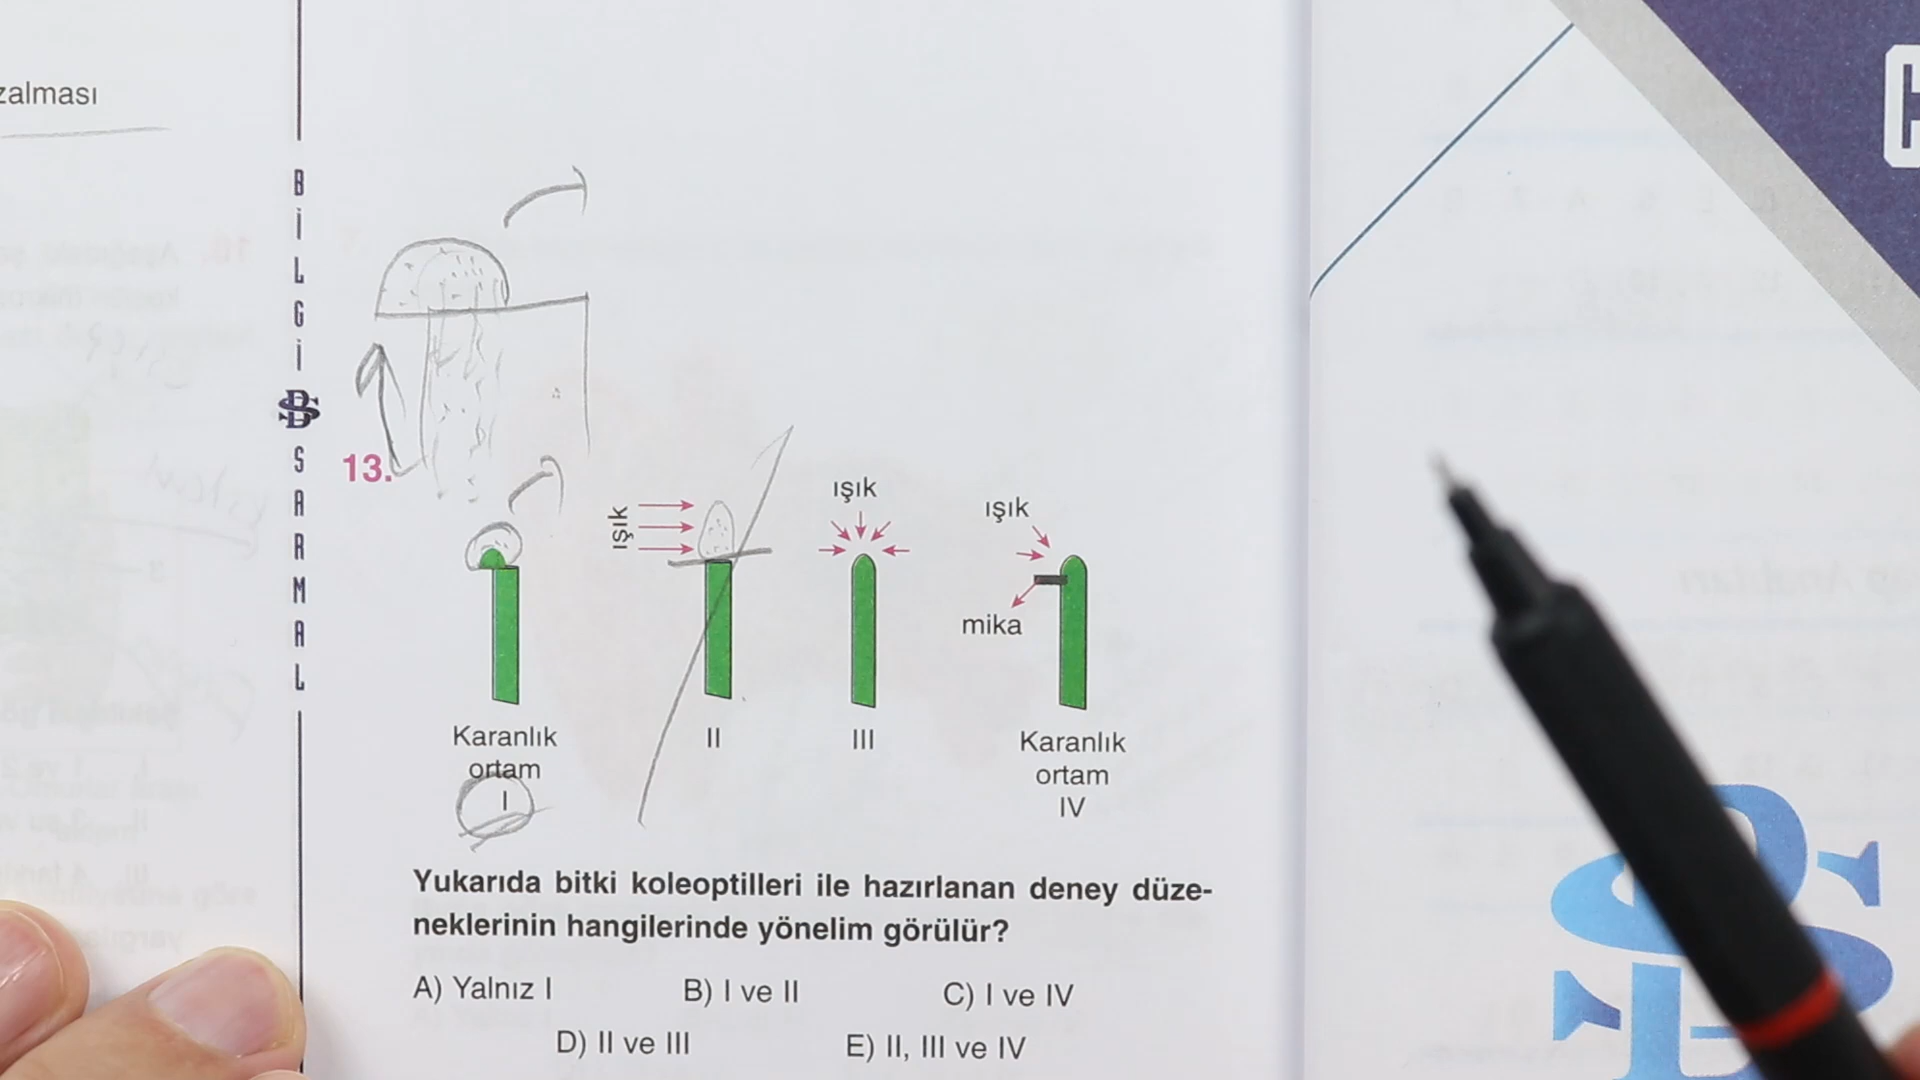 zalması
BİLGİ SARMAL
13.
ışık
ışık
ışık
mika
Karanlık
ortam
I
II
III
Karanlık
ortam
IV
Yukarıda bitki koleoptilleri ile hazırlanan deney düze-
neklerinin hangilerinde yönelim görülür?
A) Yalnız I
B) I ve II
C) I ve IV
D) II ve III
E) II, III ve IV